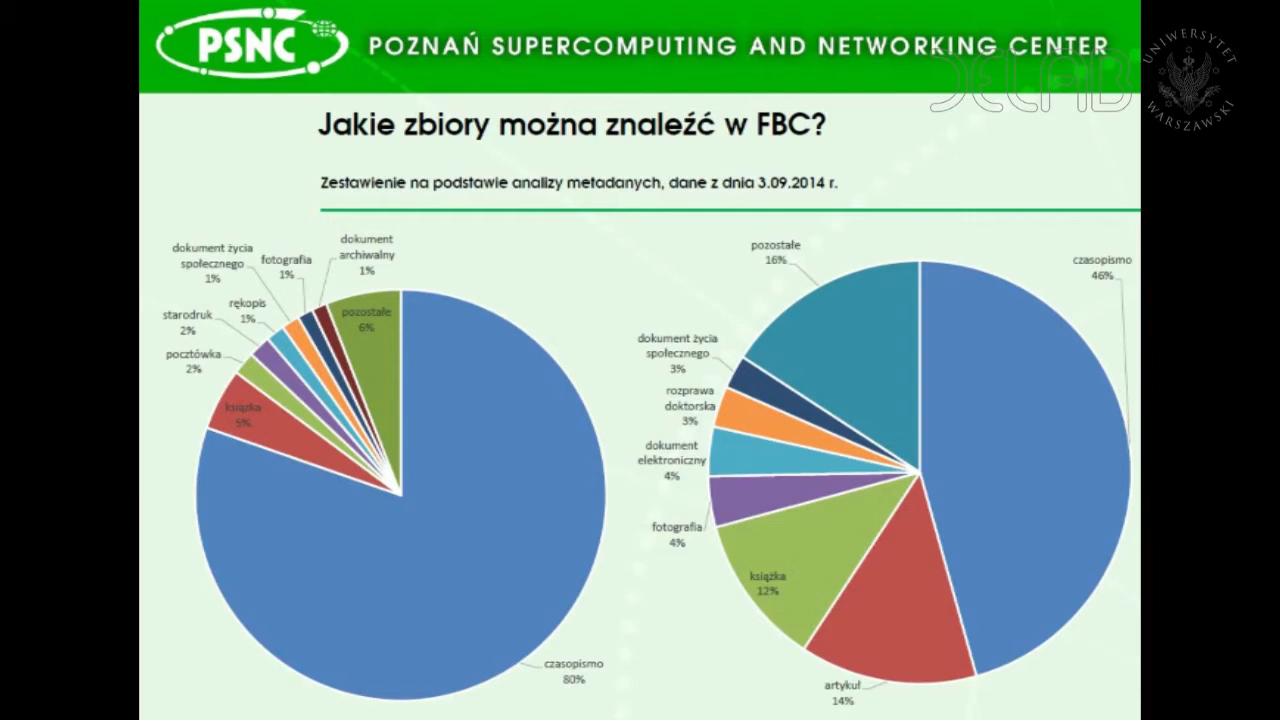 PSNC
POZNAŃ SUPERCOMPUTING AND NETWORKING CENTER
DELAB
UNIWERSYTET
WARSZAWSKI
Jakie zbiory można znaleźć w FBC?
Zestawienie na podstawie analizy metadanych, dane z dnia 3.09.2014 r.
dokument życia
społecznego
1%
fotografia
1%
dokument
archiwalny
1%
rękopis
1%
starodruk
2%
pocztówka
2%
książka
5%
pozostałe
6%
czasopismo
80%
pozostałe
16%
czasopismo
46%
dokument życia
społecznego
3%
rozprawa
doktorska
3%
dokument
elektroniczny
4%
fotografia
4%
książka
12%
artykuł
14%